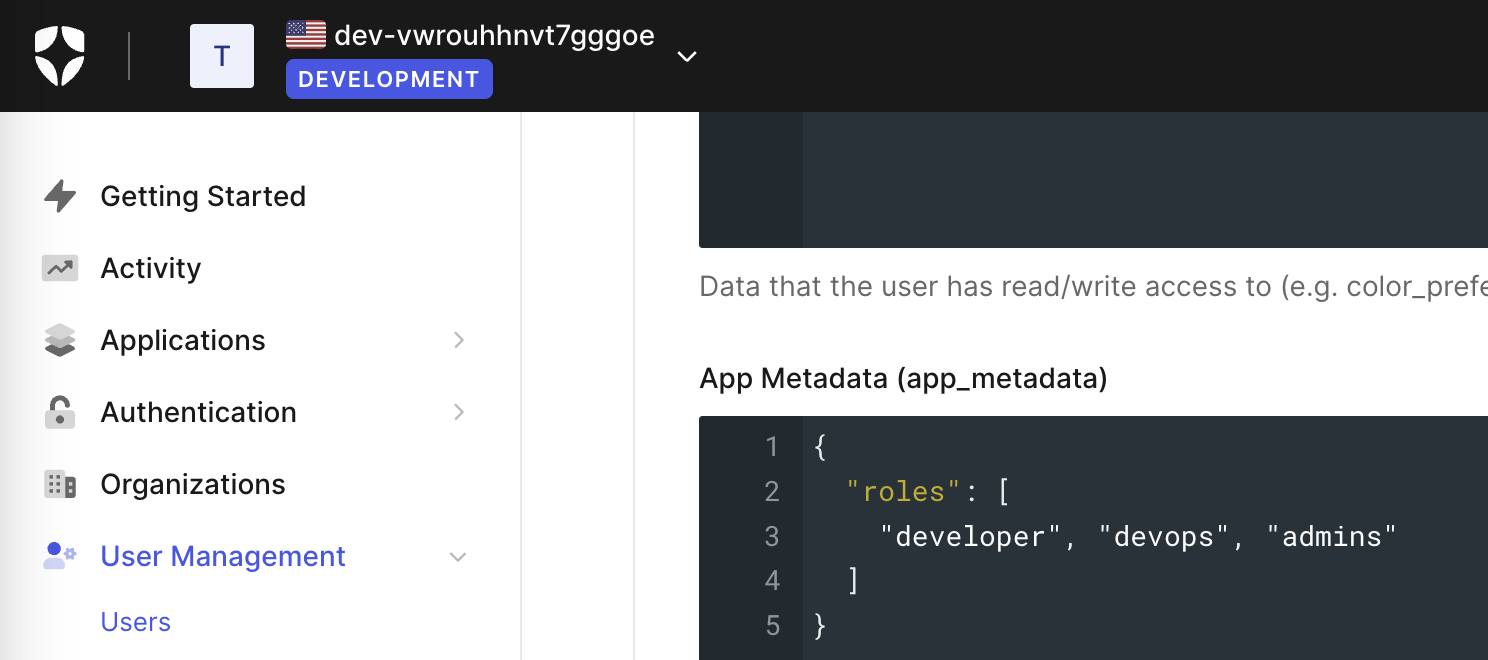 T
dev-vwrouhhnvt7gggoe
DEVELOPMENT
Getting Started
Activity
Applications
Authentication
Organizations
User Management
Users
Data that the user has read/write access to (e.g. color_prefe
App Metadata (app_metadata)
1 {
2 "roles": [
3 "developer", "devops", "admins"
4 ]
5 }